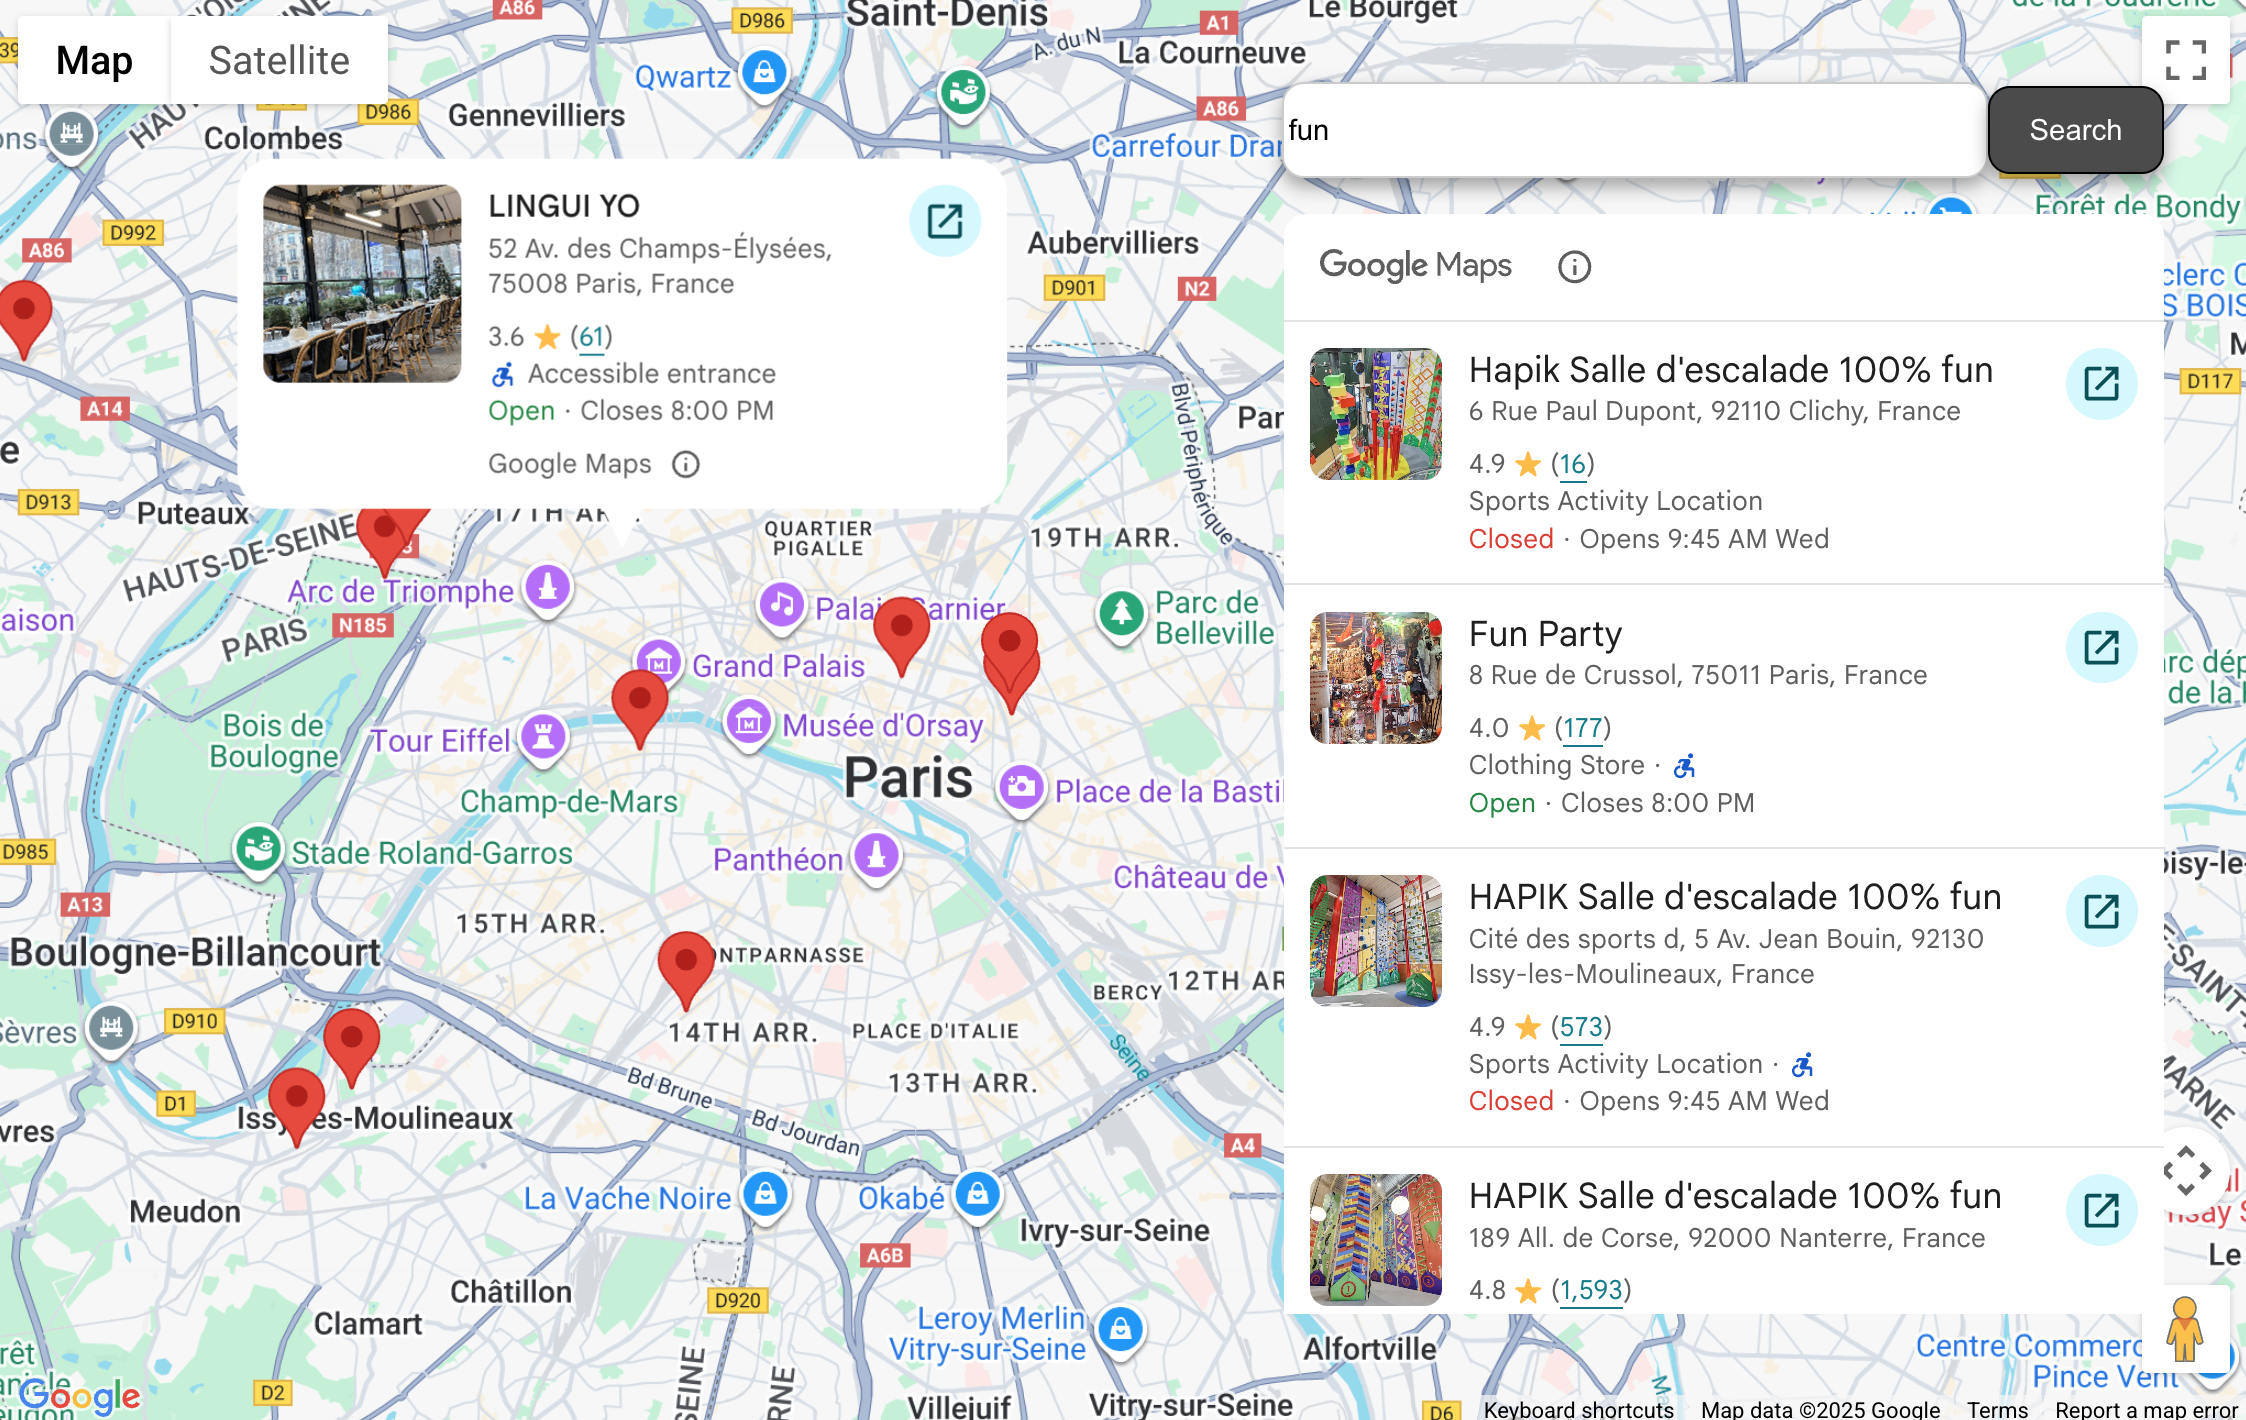 Map
Satellite
fun
Search
LINGUI YO
52 Av. des Champs-Élysées,
75008 Paris, France
3.6 (61)
Accessible entrance
Open · Closes 8:00 PM
Google Maps
Google Maps
Hapik Salle d'escalade 100% fun
6 Rue Paul Dupont, 92110 Clichy, France
4.9 (16)
Sports Activity Location
Closed · Opens 9:45 AM Wed
Fun Party
8 Rue de Crussol, 75011 Paris, France
4.0 (177)
Clothing Store ·
Open · Closes 8:00 PM
HAPIK Salle d'escalade 100% fun
Cité des sports d, 5 Av. Jean Bouin, 92130
Issy-les-Moulineaux, France
4.9 (573)
Sports Activity Location ·
Closed · Opens 9:45 AM Wed
HAPIK Salle d'escalade 100% fun
189 All. de Corse, 92000 Nanterre, France
4.8 (1,593)
A86
D986
Saint-Denis
A1
Le Bourget
A. du N
La Courneuve
Qwartz
D986
Gennevilliers
A86
Colombes
Carrefour
D992
Forêt de Bondy
A86
Aubervilliers
D901
N2
D117
A14
Blvd Périphérique
D913
Puteaux
HAUTS-DE-SEINE
17TH
QUARTIER
PIGALLE
19TH ARR.
Arc de Triomphe
N185
PARIS
Palais Garnier
Parc de
Belleville
Grand Palais
Bois de
Boulogne
Tour Eiffel
Musée d'Orsay
Paris
Place de la
Champ-de-Mars
D985
Stade Roland-Garros
Panthéon
Château de
A13
15TH ARR.
Boulogne-Billancourt
12TH
BERCY
D910
14TH ARR.
PLACE D'ITALIE
Seine
13TH ARR.
Bd Brune
D1
Bd Jourdan
A4
Meudon
La Vache Noire
Okabé
Ivry-sur-Seine
A6B
Châtillon
D920
Clamart
Leroy Merlin
Vitry-sur-Seine
Alfortville
Centre
Pince Vent
D2
Google
SEINE
Villejuif
Vitry-sur-Seine
D6
Keyboard shortcuts
Map data ©2025 Google
Terms
Report a map error